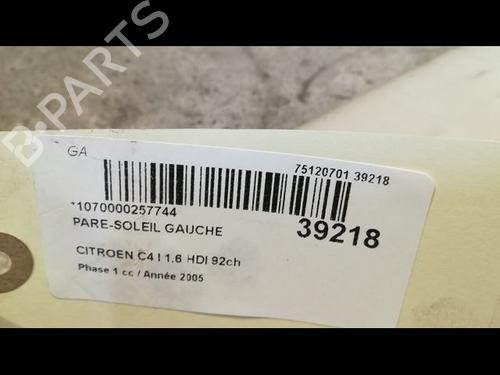 B-PARTS
GA
75120701 39218
*1070000257744
PARE-SOLEIL GAUCHE
39218
CITROEN C4 I 1.6 HDI 92ch
Phase 1 cc / Année 2005